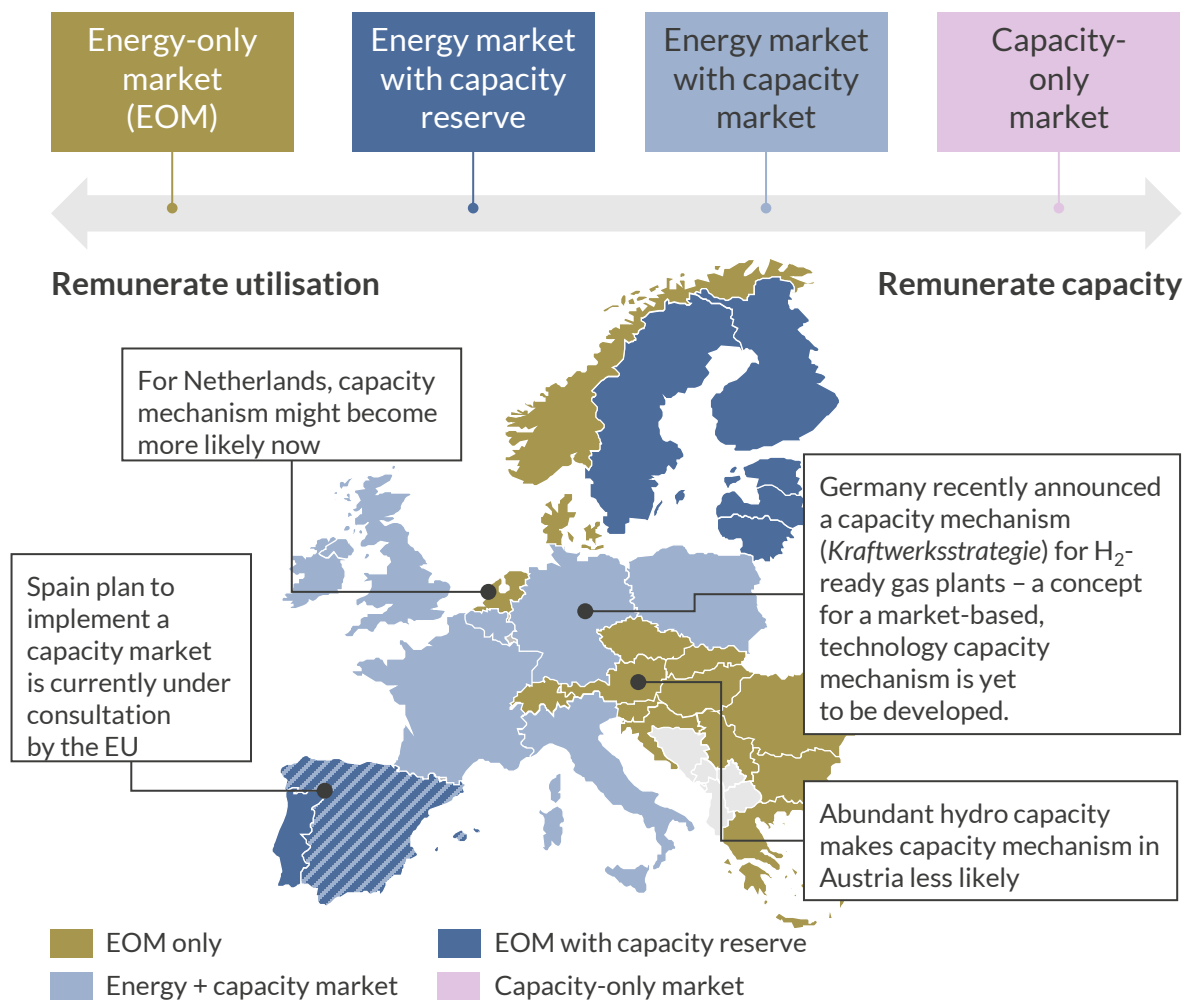 Energy-only
market
(EOM)
Energy market
with capacity
reserve
Energy market
with capacity
market
Capacity-
only
market
Remunerate utilisation
Remunerate capacity
For Netherlands, capacity
mechanism might become
more likely now
Germany recently announced
a capacity mechanism
(Kraftwerksstrategie) for H₂-
ready gas plants – a concept
for a market-based,
technology capacity
mechanism is yet
to be developed.
Spain plan to
implement a
capacity market
is currently under
consultation
by the EU
Abundant hydro capacity
makes capacity mechanism in
Austria less likely
EOM only
EOM with capacity reserve
Energy + capacity market
Capacity-only market